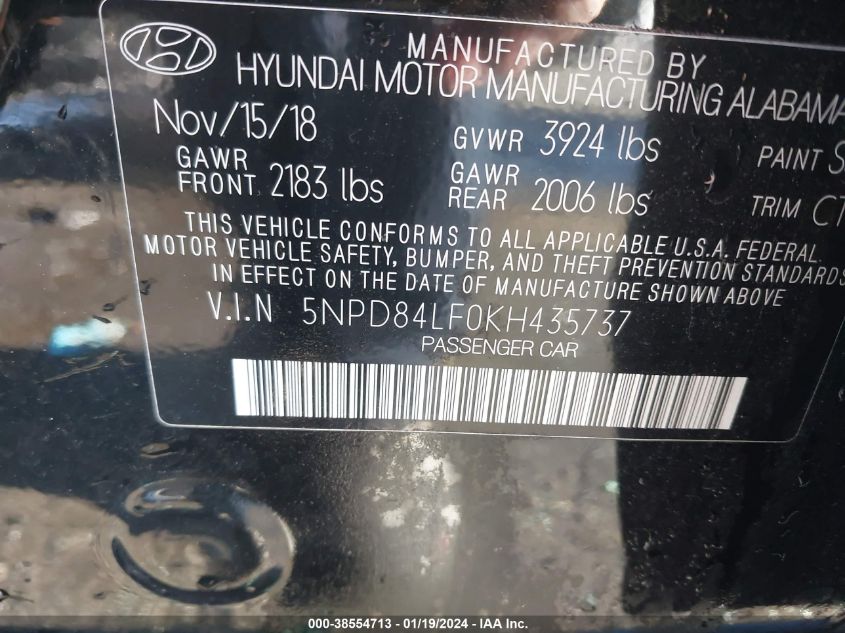 MANUFACTURED BY
HYUNDAI MOTOR MANUFACTURING ALABAMA
Nov/15/18 GVWR 3924 lbs PAINT S
GAWR FRONT 2183 lbs GAWR REAR 2006 lbs TRIM CT
THIS VEHICLE CONFORMS TO ALL APPLICABLE U.S.A. FEDERAL
MOTOR VEHICLE SAFETY, BUMPER, AND THEFT PREVENTION STANDARDS
IN EFFECT ON THE DATE OF MANUFACTURE SHOWN ABOVE
V.I.N 5NPD84LF0KH435737
PASSENGER CAR
000-38554713 - 01/19/2024 - IAA Inc.